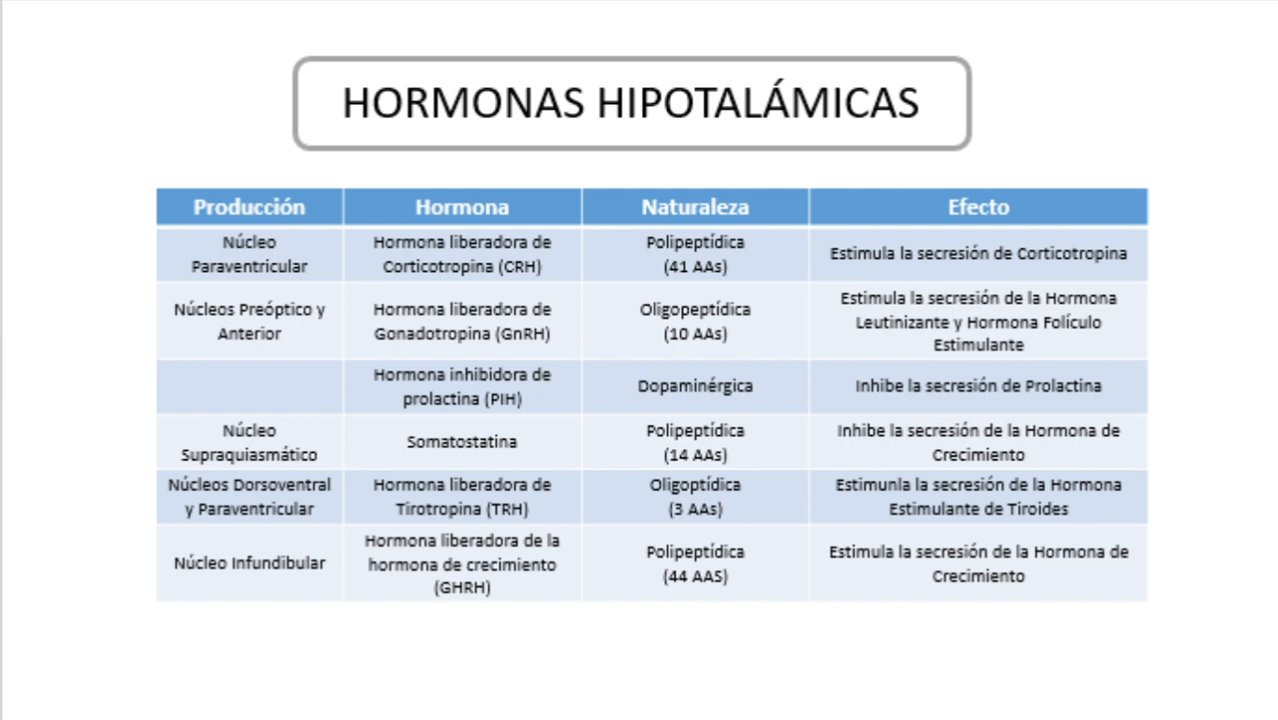 HORMONAS HIPOTALÁMICAS
Producción Hormona Naturaleza Efecto
Núcleo
Paraventricular
Hormona liberadora de
Corticotropina (CRH)
Polipeptídica
(41 AAs)
Estimula la secresión de Corticotropina
Núcleos Preóptico y
Anterior
Hormona liberadora de
Gonadotropina (GnRH)
Oligopeptídica
(10 AAs)
Estimula la secresión de la Hormona
Leutinizante y Hormona Folículo
Estimulante
Hormona inhibidora de
prolactina (PIH)
Dopaminérgica
Inhibe la secresión de Prolactina
Núcleo
Supraquiasmático
Somatostatina
Polipeptídica
(14 AAs)
Inhibe la secresión de la Hormona de
Crecimiento
Núcleos Dorsoventral
y Paraventricular
Hormona liberadora de
Tirotropina (TRH)
Oligoptídica
(3 AAs)
Estimunla la secresión de la Hormona
Estimulante de Tiroides
Núcleo Infundibular
Hormona liberadora de la
hormona de crecimiento
(GHRH)
Polipeptídica
(44 AAS)
Estimula la secresión de la Hormona de
Crecimiento